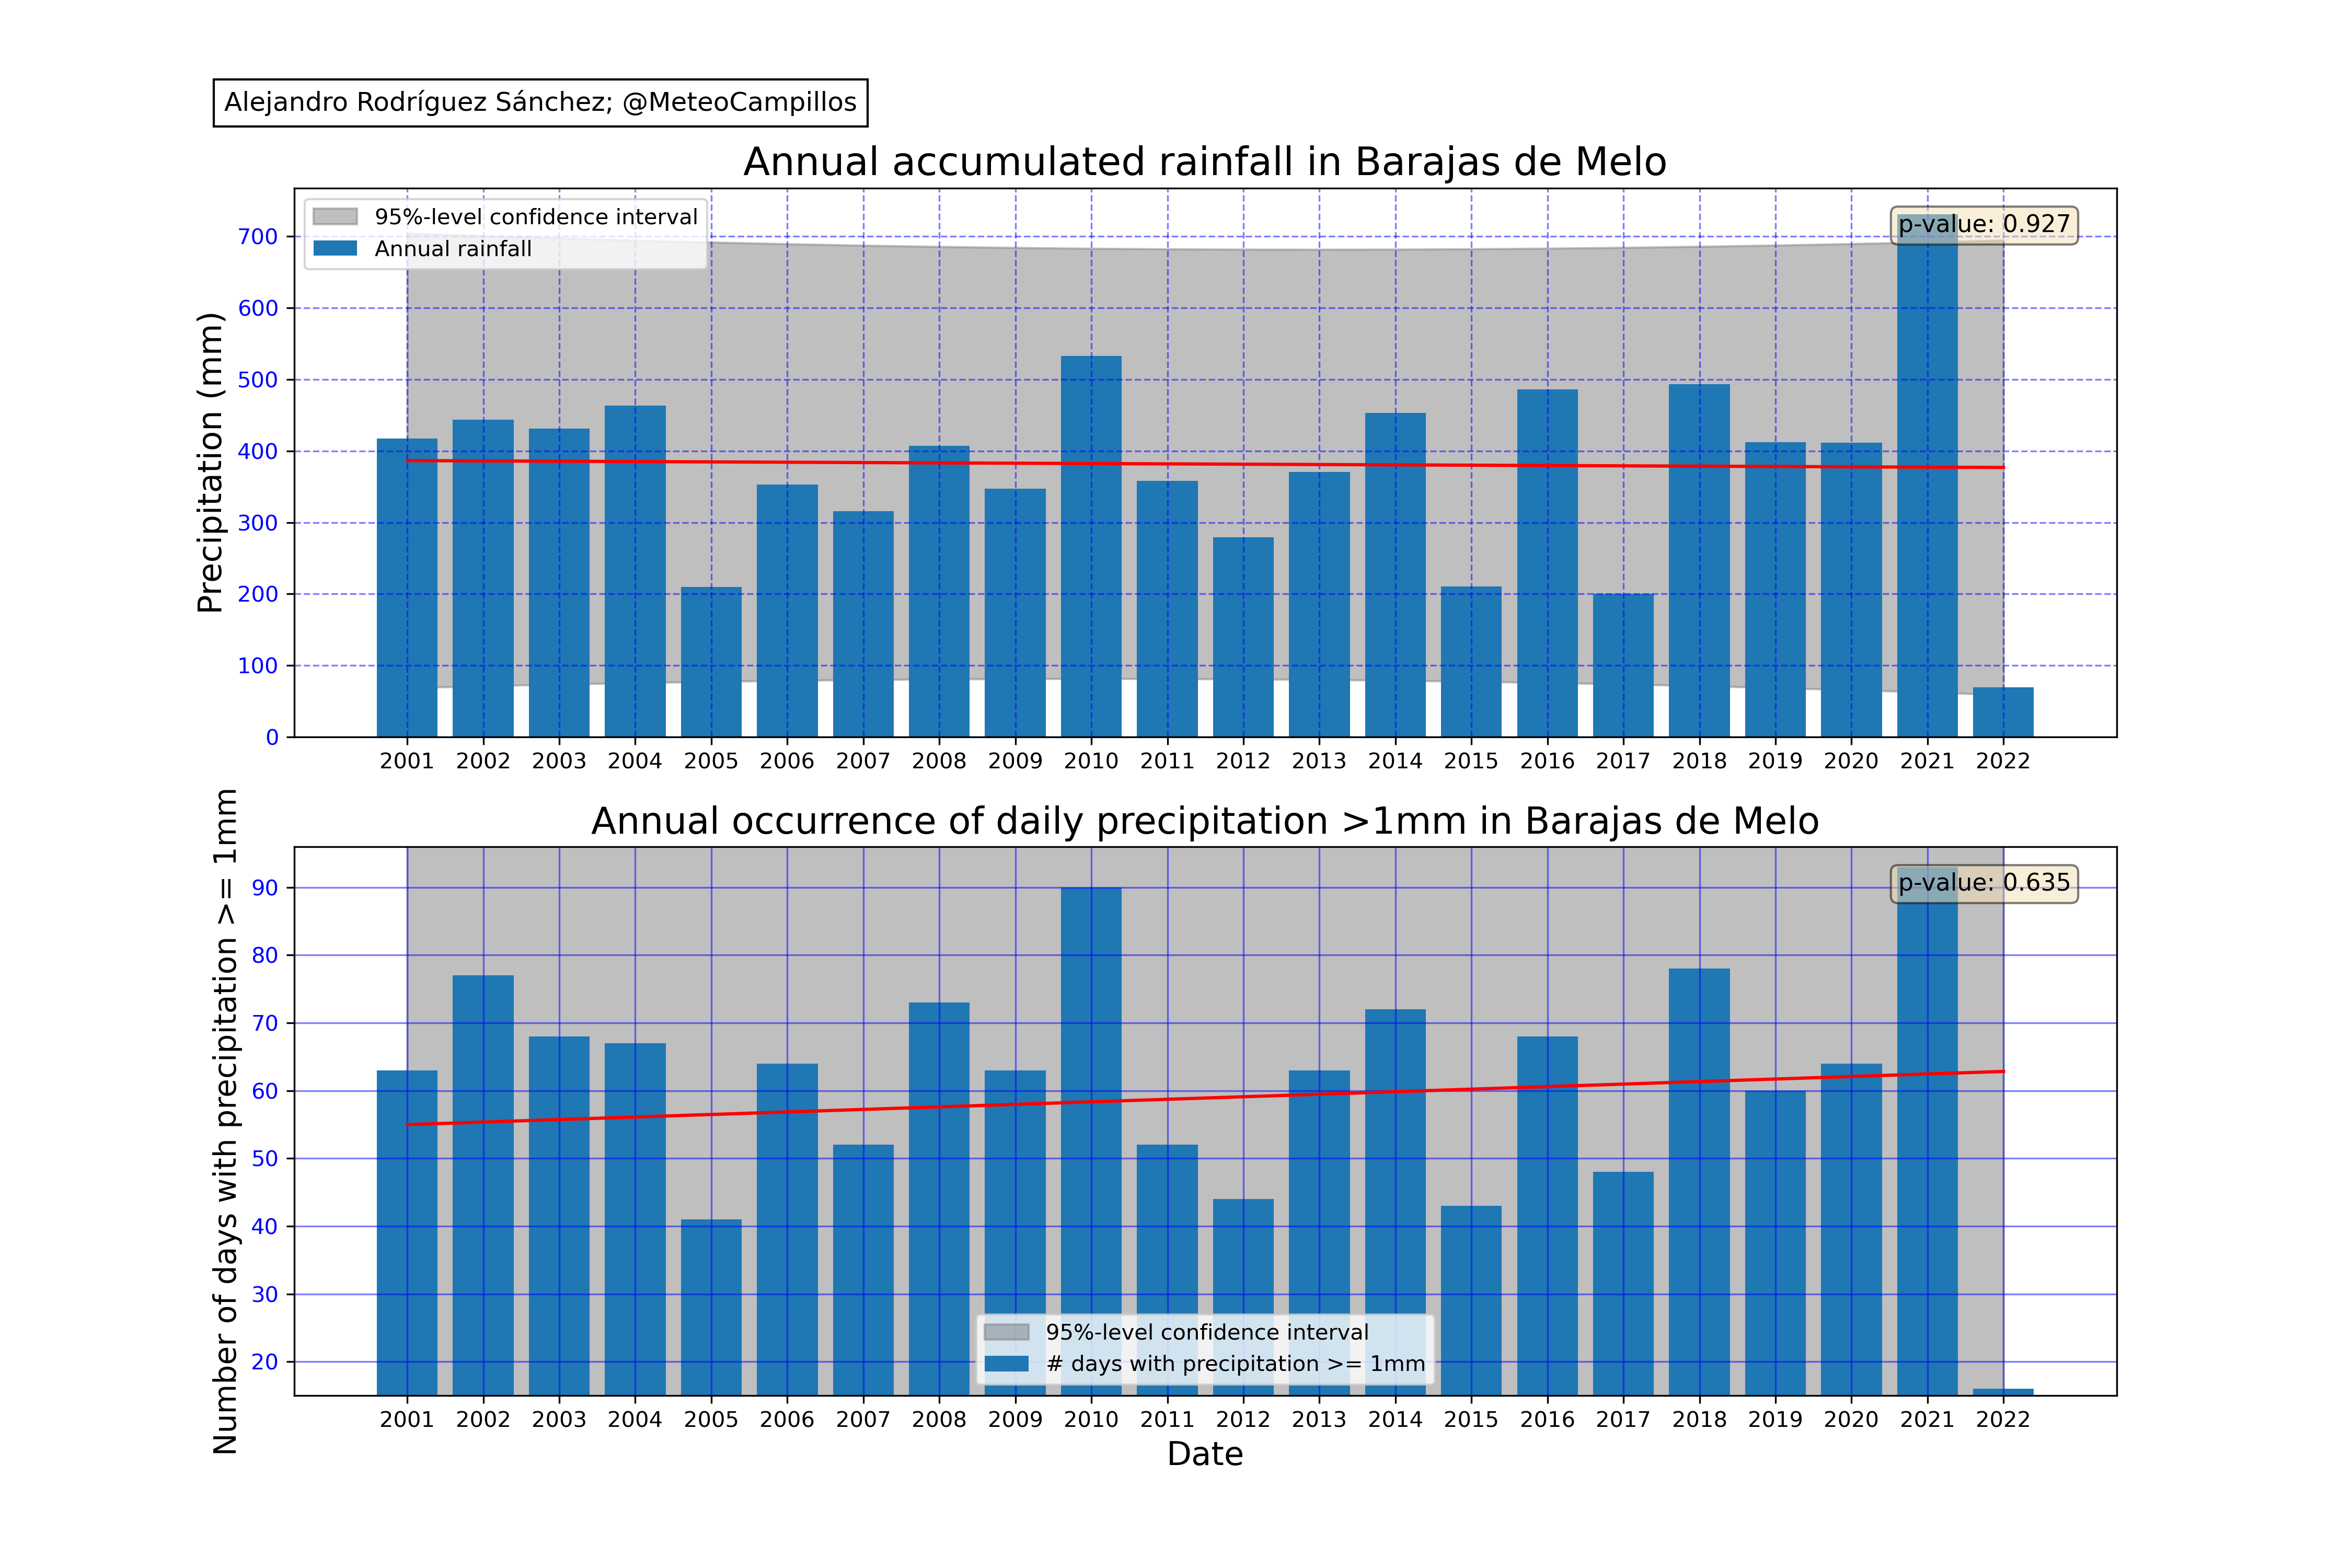 Alejandro Rodríguez Sánchez; @MeteoCampillos
Annual accumulated rainfall in Barajas de Melo
95%-level confidence interval
Annual rainfall
p-value: 0.927
Precipitation (mm)
700
600
500
400
300
200
100
0
2001 2002 2003 2004 2005 2006 2007 2008 2009 2010 2011 2012 2013 2014 2015 2016 2017 2018 2019 2020 2021 2022
Annual occurrence of daily precipitation >1mm in Barajas de Melo
p-value: 0.635
Number of days with precipitation >= 1mm
90
80
70
60
50
40
30
20
95%-level confidence interval
# days with precipitation >= 1mm
2001 2002 2003 2004 2005 2006 2007 2008 2009 2010 2011 2012 2013 2014 2015 2016 2017 2018 2019 2020 2021 2022
Date